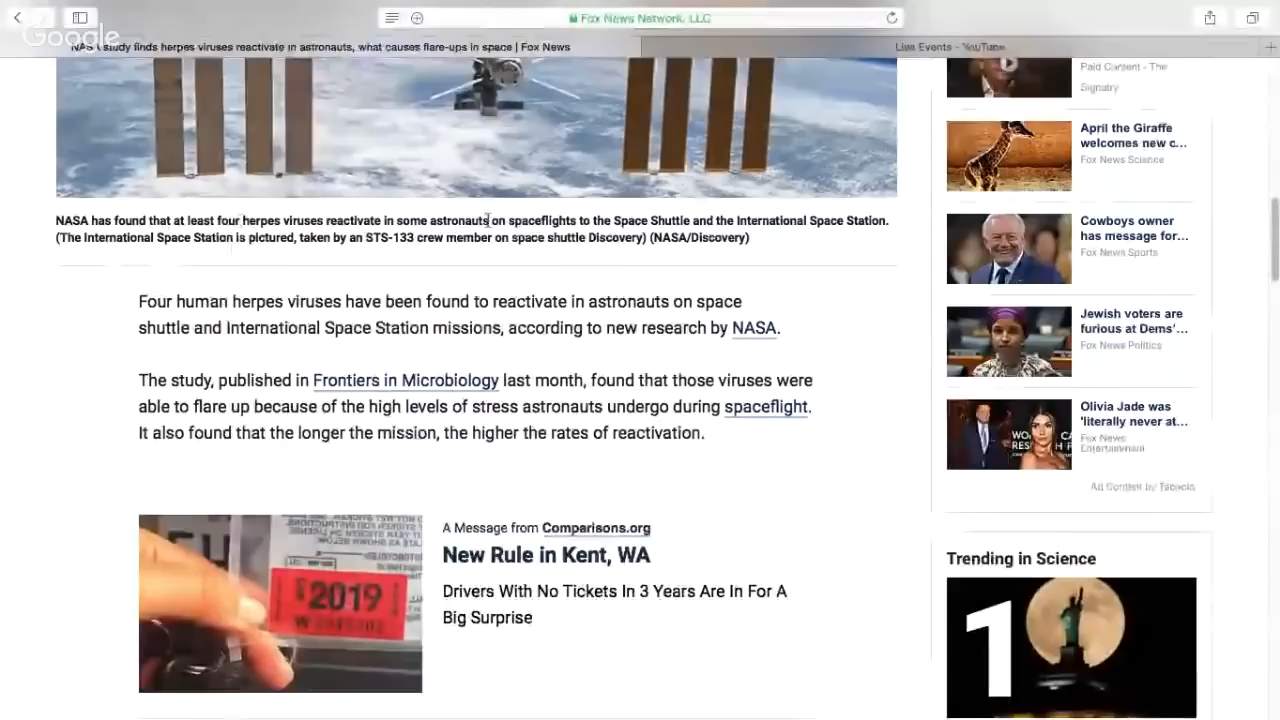 Fox News Network, LLC
Google
NASA study finds herpes viruses reactivate in astronauts, what causes flare-ups in space | Fox News
Live Events - YouTube
NASA has found that at least four herpes viruses reactivate in some astronauts on spaceflights to the Space Shuttle and the International Space Station.
(The International Space Station is pictured, taken by an STS-133 crew member on space shuttle Discovery) (NASA/Discovery)
Four human herpes viruses have been found to reactivate in astronauts on space
shuttle and International Space Station missions, according to new research by NASA.
The study, published in Frontiers in Microbiology last month, found that those viruses were
able to flare up because of the high levels of stress astronauts undergo during spaceflight.
It also found that the longer the mission, the higher the rates of reactivation.
2019
A Message from Comparisons.org
New Rule in Kent, WA
Drivers With No Tickets In 3 Years Are In For A
Big Surprise
Paid Content - The
Signatry
April the Giraffe
welcomes new c...
Fox News Science
Cowboys owner
has message for...
Fox News Sports
Jewish voters are
furious at Dems'...
Fox News Politics
Olivia Jade was
'literally never at...
Fox News
Entertainment
Ad Content by Taboola
Trending in Science
1